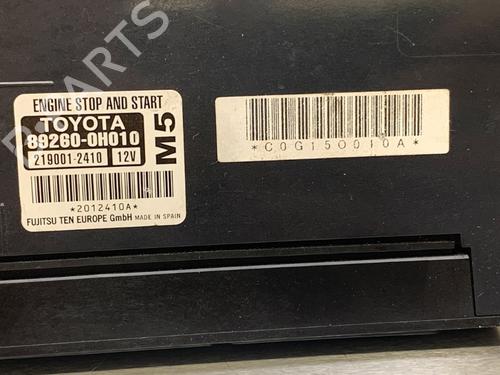 ENGINE STOP AND START
TOYOTA
89260-0H010
219001-2410 12V
M5
*2012410A*
FUJITSU TEN EUROPE GmbH MADE IN SPAIN
*C0G150010A*